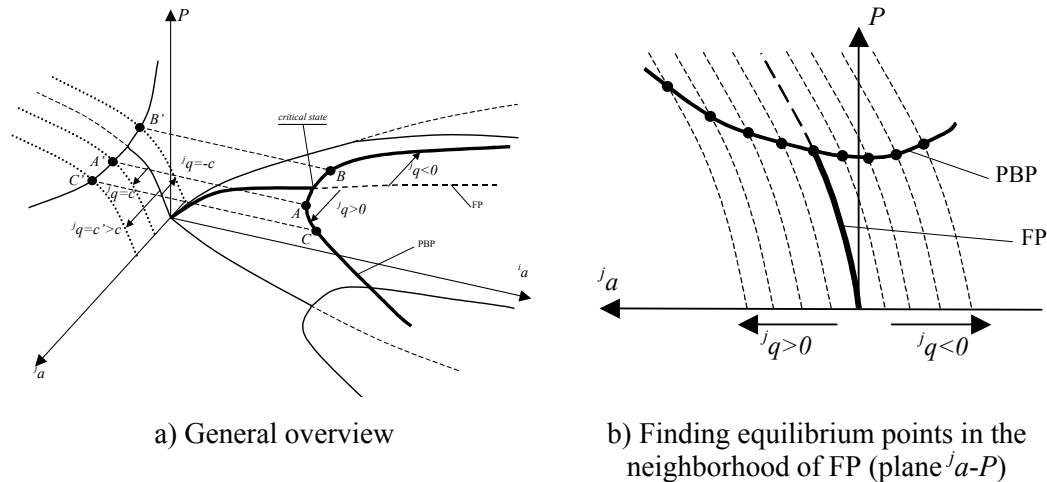 P
critical state
B'
A'
C'
ʲq=-c
ʲq=c
ʲq=c'>c
B
A
C
ʲq<0
ʲq>0
FP
PBP
ⁱa
ʲa
a) General overview
P
PBP
FP
ʲa
ʲq>0
ʲq<0
b) Finding equilibrium points in the
neighborhood of FP (plane ʲa-P)